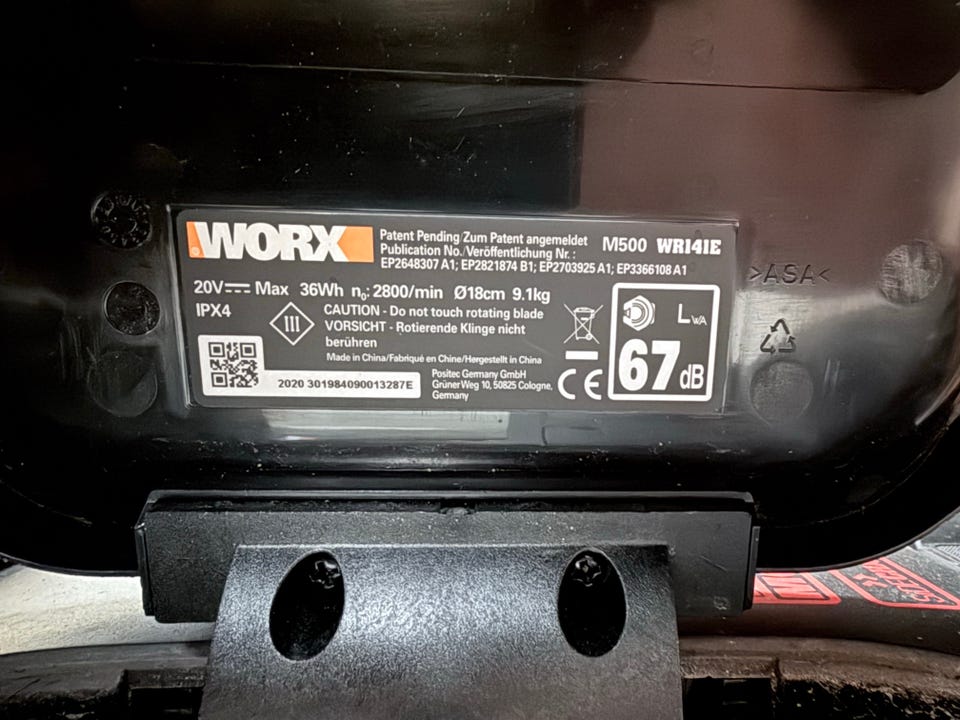 WORX
Patent Pending/Zum Patent angemeldet
Publication No./Veröffentlichung Nr.:
EP2648307 A1; EP2821874 B1; EP2703925 A1; EP3366108 A1
M500 WR141E
20V Max 36Wh n₀: 2800/min Ø18cm 9.1kg
IPX4
III
CAUTION - Do not touch rotating blade
VORSICHT - Rotierende Klinge nicht
berühren
Made in China/Fabriqué en Chine/Hergestellt in China
2020 301984090013287E
Positec Germany GmbH
Grüner Weg 10, 50825 Cologne,
Germany
CE
LWA
67dB
>ASA<